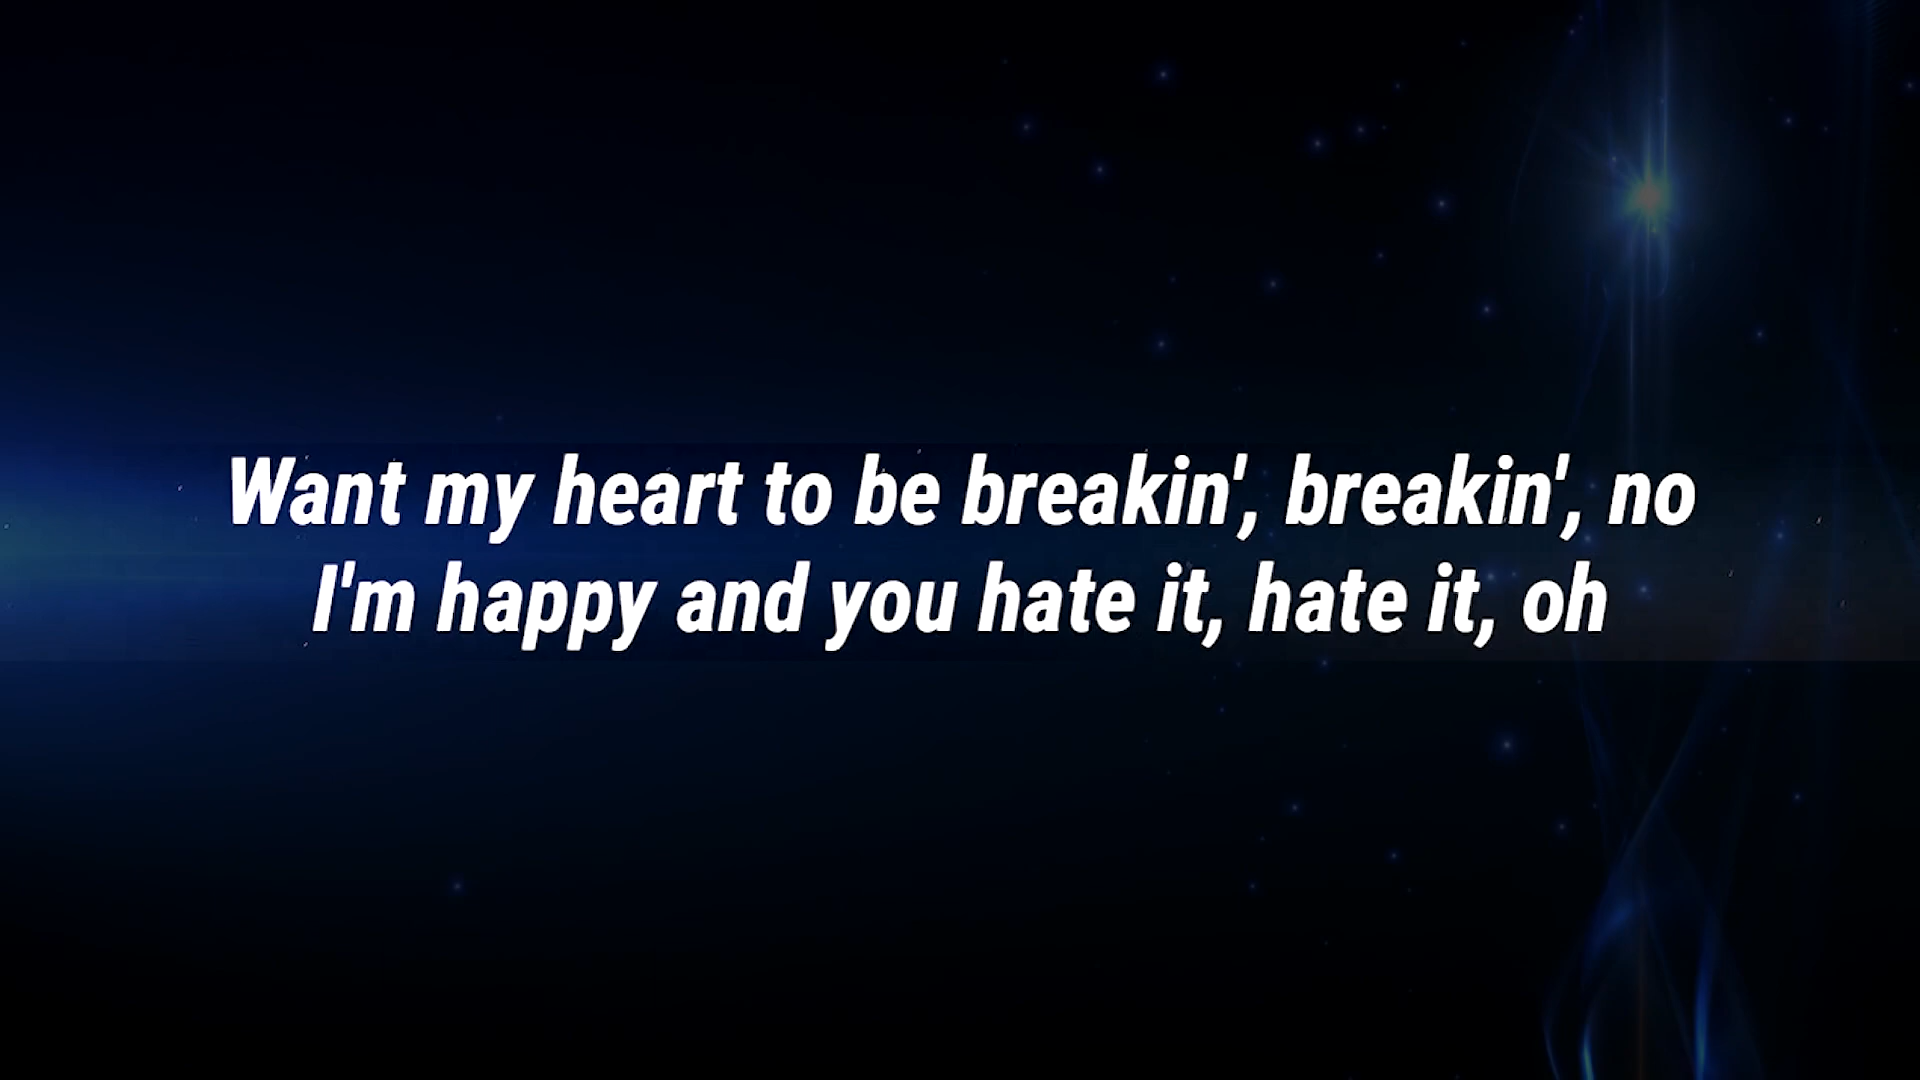 Want my heart to be breakin', breakin', no
I'm happy and you hate it, hate it, oh